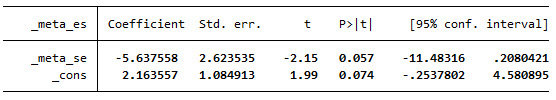 _meta_es Coefficient Std. err. t P>|t| [95% conf. interval]
_meta_se -5.637558 2.623535 -2.15 0.057 -11.48316 .2080421
_cons 2.163557 1.084913 1.99 0.074 -.2537802 4.580895